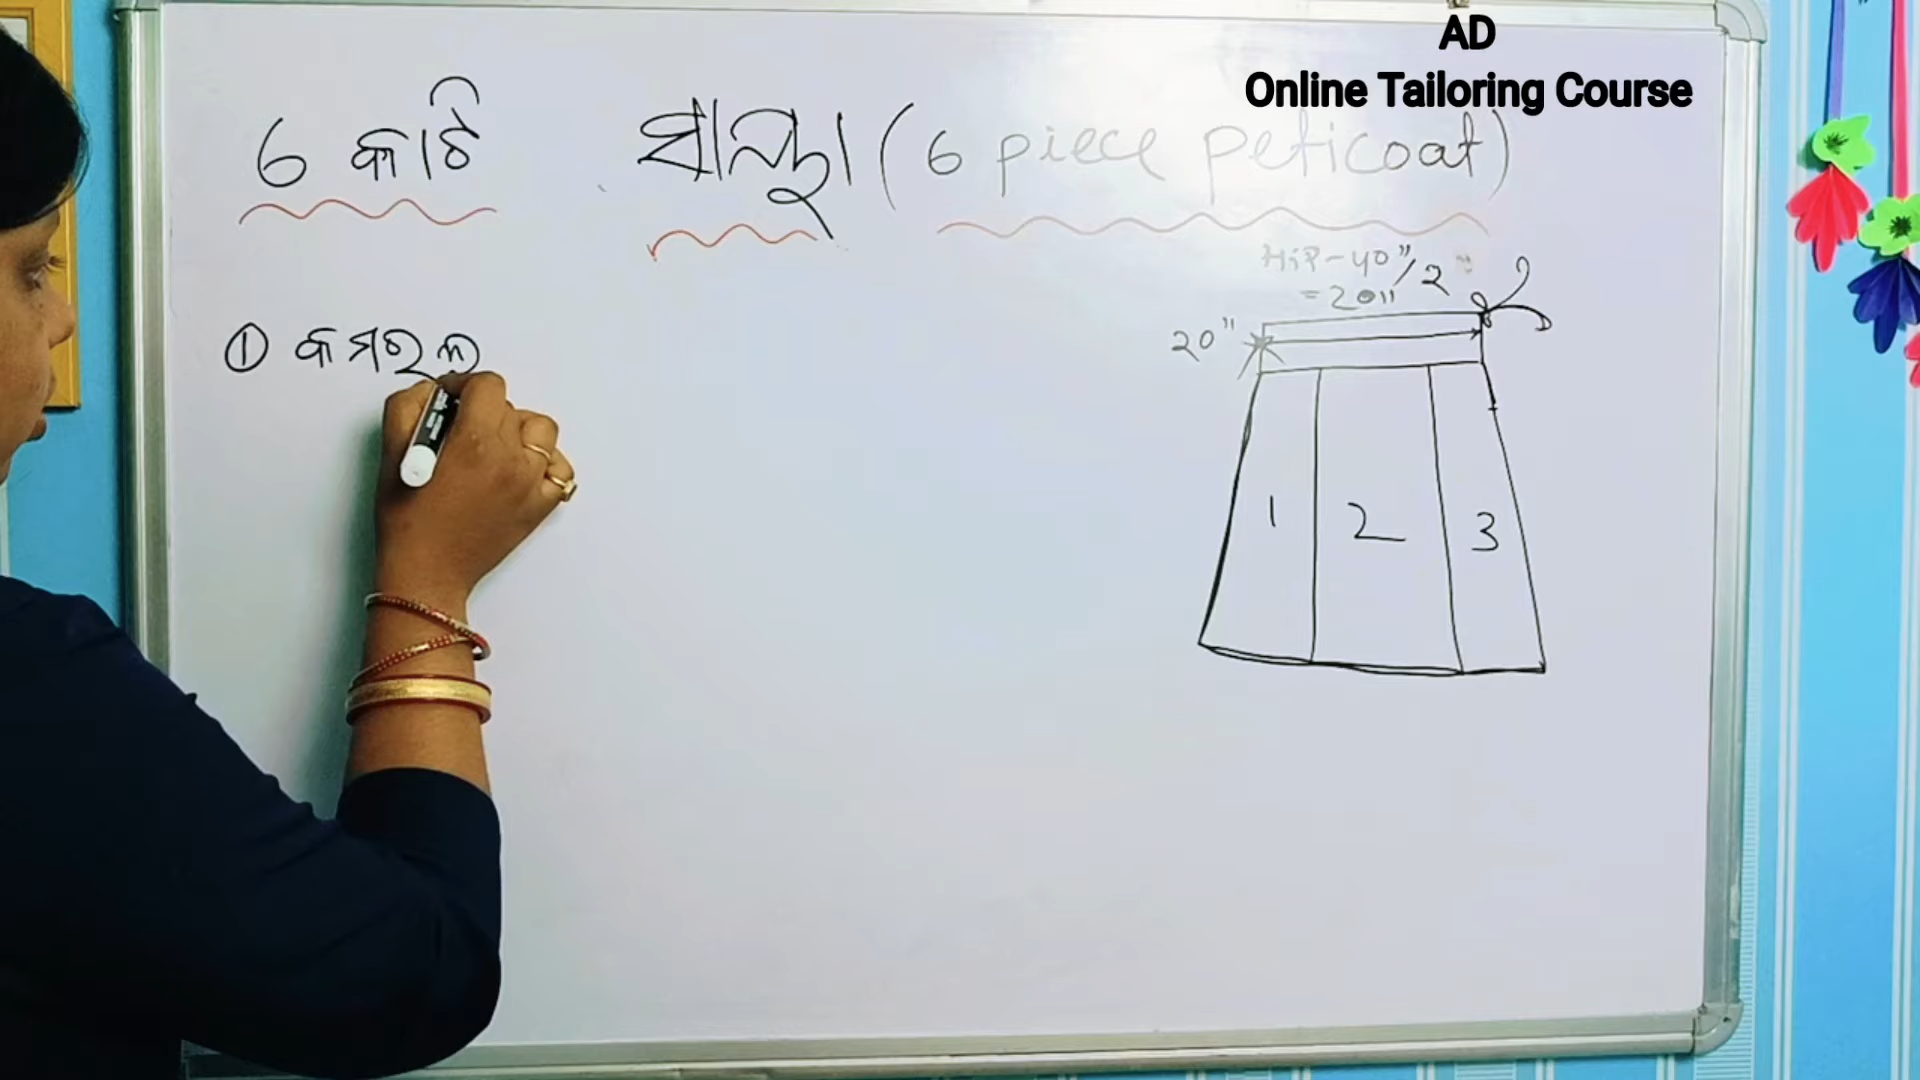 AD
Online Tailoring Course
6 କାଟି ସାୟା (6 piece peticoat)
HiP-40"/2
=20"
20"
① କମର
1 2 3